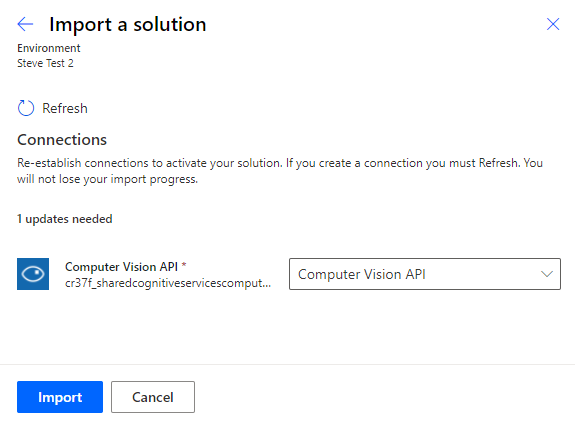 Import a solution
Environment
Steve Test 2
Refresh
Connections
Re-establish connections to activate your solution. If you create a connection you must Refresh. You
will not lose your import progress.
1 updates needed
Computer Vision API *
cr37f_sharedcognitiveservicescomput...
Computer Vision API
Import
Cancel